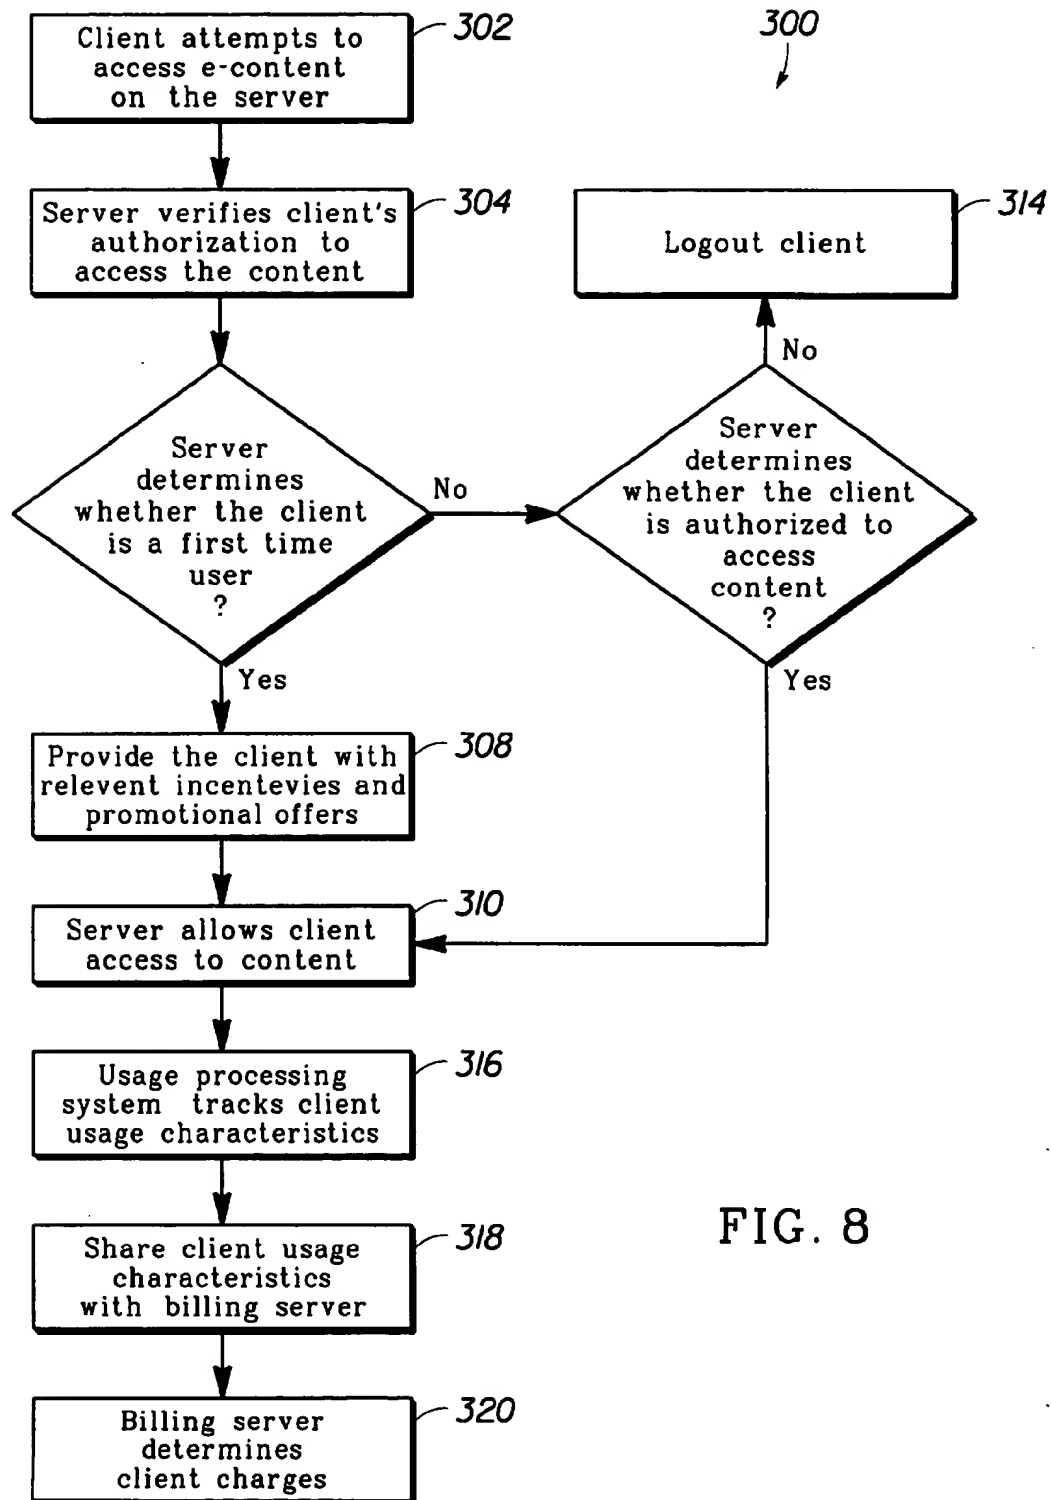 302
Client attempts to
access e-content
on the server
300
304
Server verifies client's
authorization to
access the content
314
Logout client
No
Server
determines
whether the client
is a first time
user
?
No
Server
determines
whether the client
is authorized to
access
content
?
Yes
Yes
308
Provide the client with
relevent incentevies and
promotional offers
310
Server allows client
access to content
316
Usage processing
system tracks client
usage characteristics
318
Share client usage
characteristics
with billing server
FIG. 8
320
Billing server
determines
client charges